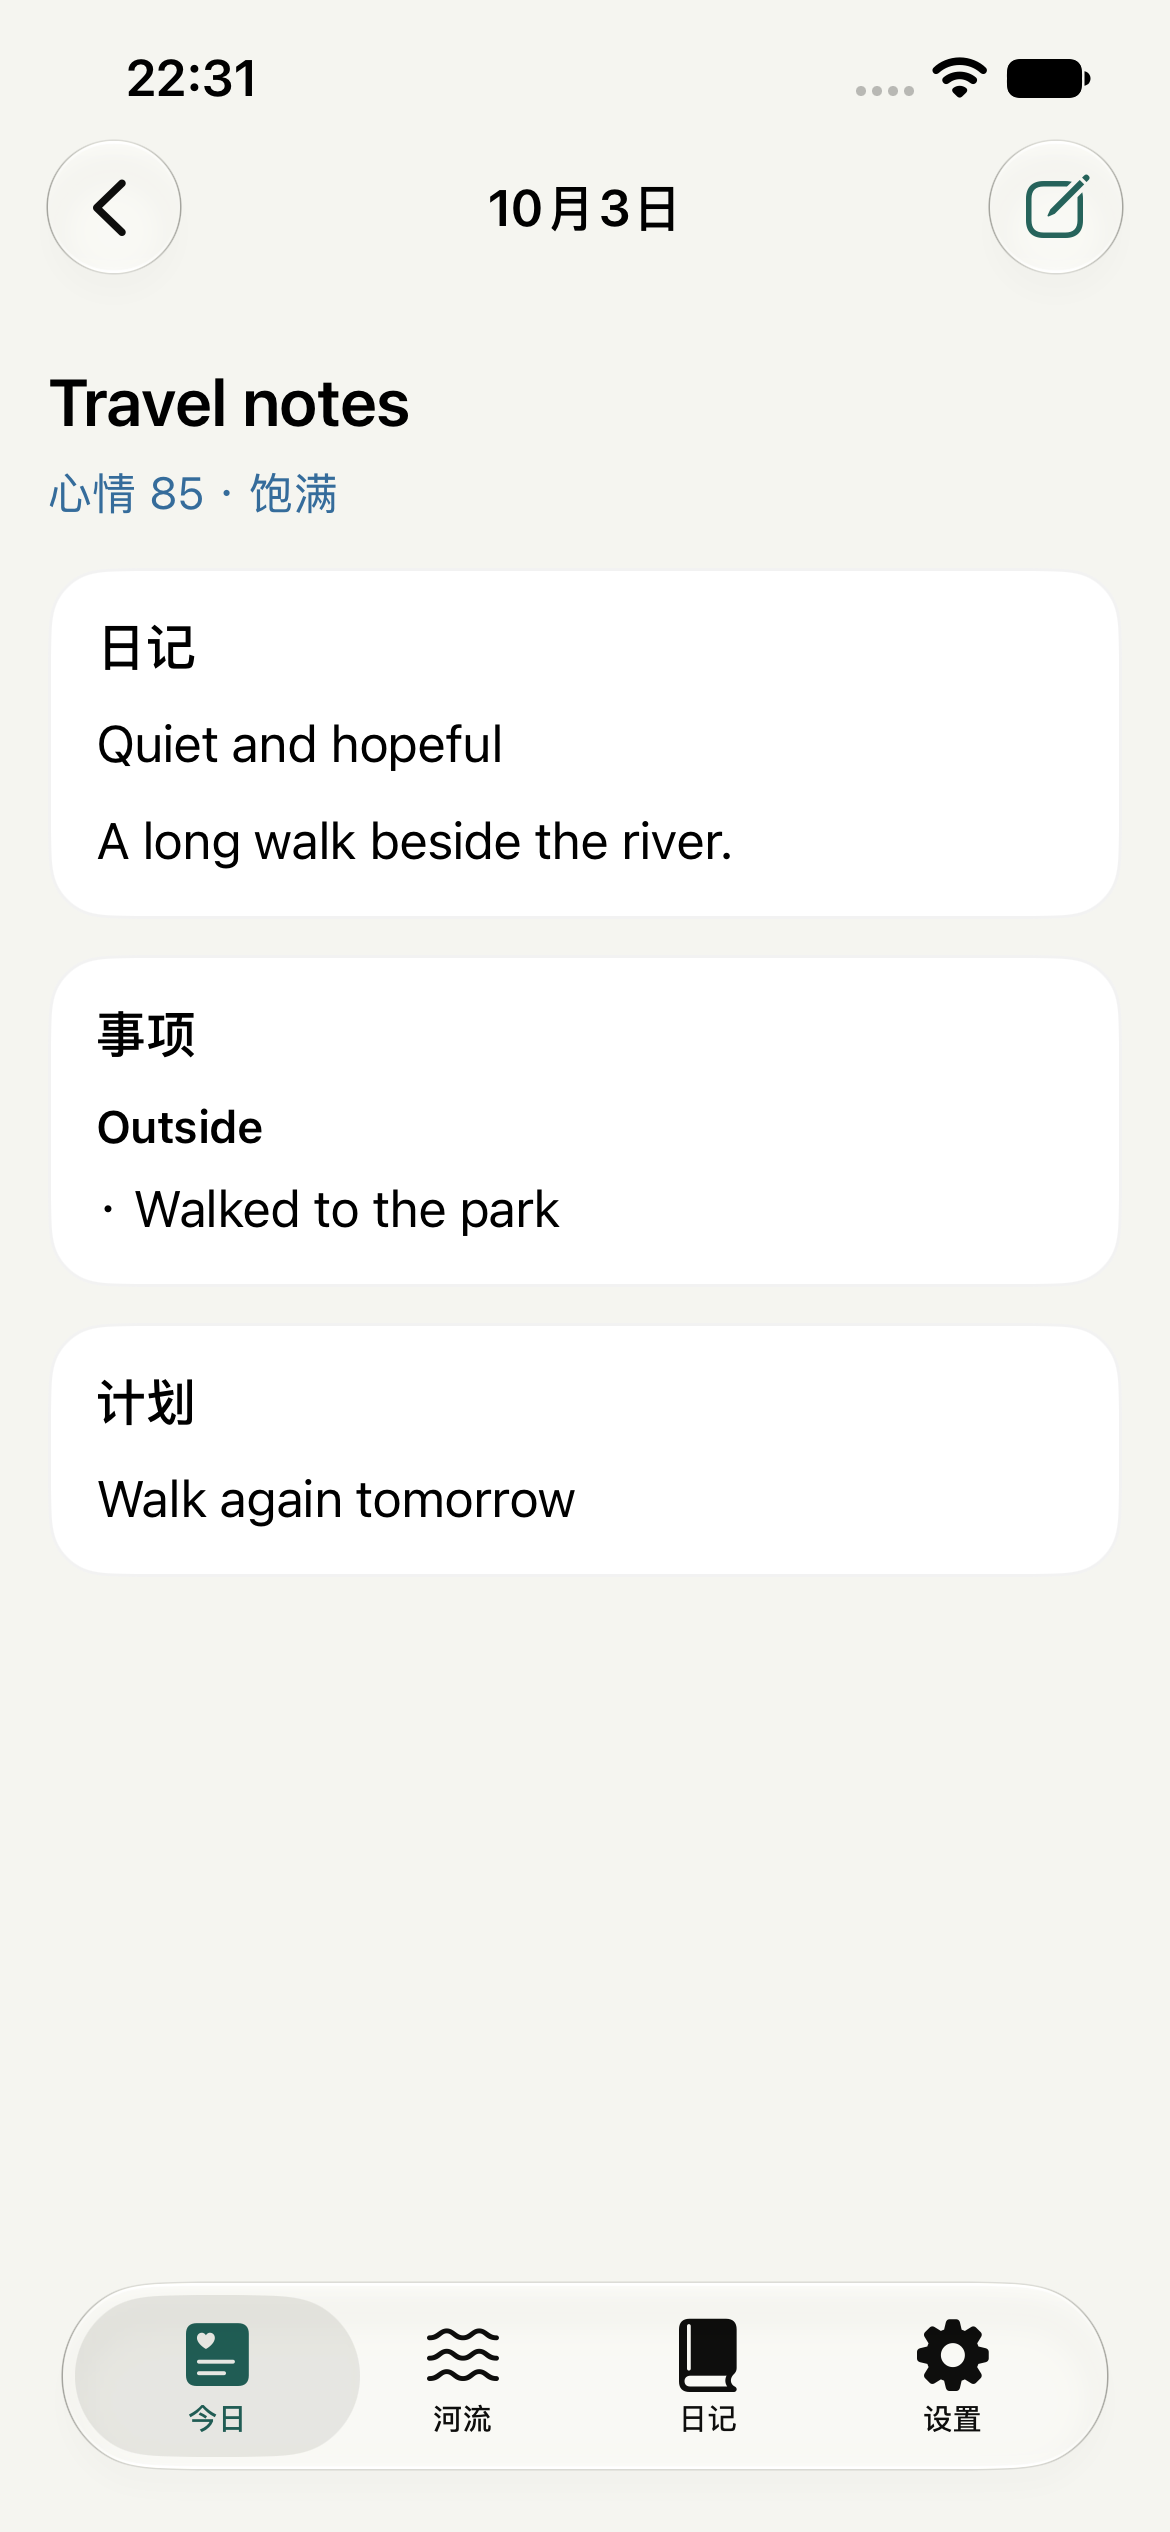 22:31
10月3日
Travel notes
心情 85 · 饱满
日记
Quiet and hopeful
A long walk beside the river.
事项
Outside
· Walked to the park
计划
Walk again tomorrow
今日
河流
日记
设置